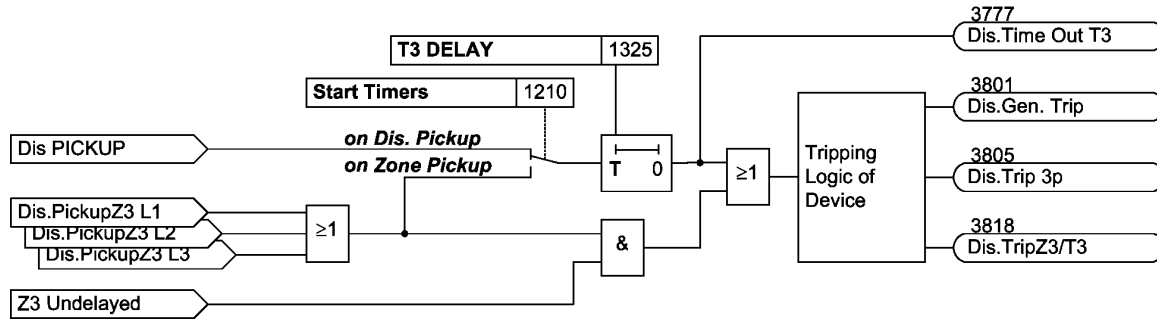 3777
Dis.Time Out T3
T3 DELAY 1325
3801
Dis.Gen. Trip
Start Timers 1210
on Dis. Pickup
Dis PICKUP
on Zone Pickup
T 0
≥1
Tripping
Logic of
Device
3805
Dis.Trip 3p
Dis.PickupZ3 L1
Dis.PickupZ3 L2
Dis.PickupZ3 L3
≥1
&
3818
Dis.TripZ3/T3
Z3 Undelayed